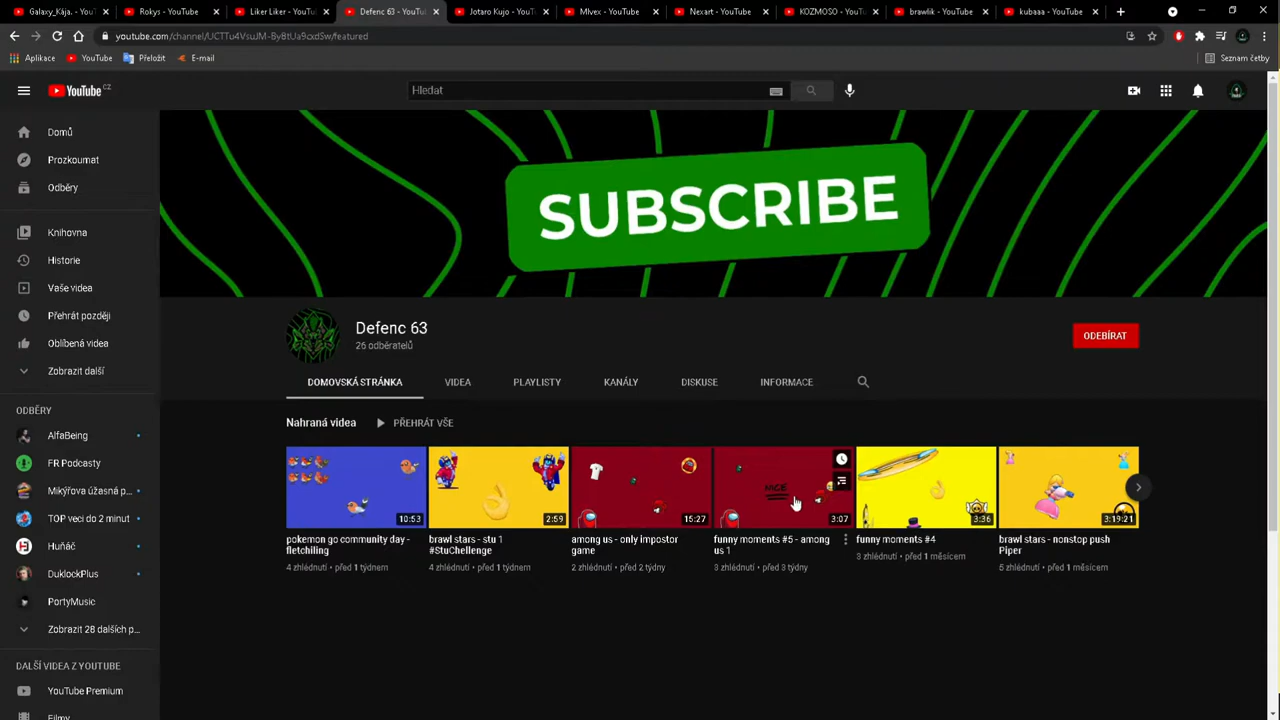 Galaxy_Kája. - YouT
Rokys - YouTube
Liker Liker - YouTu
Defenc 63 - YouT
Jotaro Kujo - YouTu
Mlvex - YouTube
Nexart - YouTube
KOZMOSO - YouTu
brawlik - YouTube
kubaaa - YouTube
youtube.com/channel/UCTTu4VsuJM-By8tUa9cxdSw/featured
Aplikace
YouTube
Přeložit
E-mail
Seznam četby
YouTube CZ
Hledat
Domů
Prozkoumat
Odběry
Knihovna
Historie
Vaše videa
Přehrát později
Oblíbená videa
Zobrazit další
ODBĚRY
AlfaBeing
FR Podcasty
Mikýřova úžasná p...
TOP veci do 2 minut
Huňáč
DuklockPlus
PartyMusic
Zobrazit 28 dalších p...
DALŠÍ VIDEA Z YOUTUBE
YouTube Premium
Filmy
SUBSCRIBE
Defenc 63
26 odběratelů
ODEBÍRAT
DOMOVSKÁ STRÁNKA
VIDEA
PLAYLISTY
KANÁLY
DISKUSE
INFORMACE
Nahraná videa
PŘEHRÁT VŠE
10:53
pokemon go community day -
fletchiling
4 zhlédnutí • před 1 týdnem
2:59
brawl stars - stu 1
#StuChellenge
4 zhlédnutí • před 1 týdnem
15:27
among us - only impostor
game
2 zhlédnutí • před 2 týdny
NICE
3:07
funny moments #5 - among
us 1
3 zhlédnutí • před 3 týdny
3:36
funny moments #4
3 zhlédnutí • před 1 měsícem
3:19:21
brawl stars - nonstop push
Piper
5 zhlédnutí • před 1 měsícem